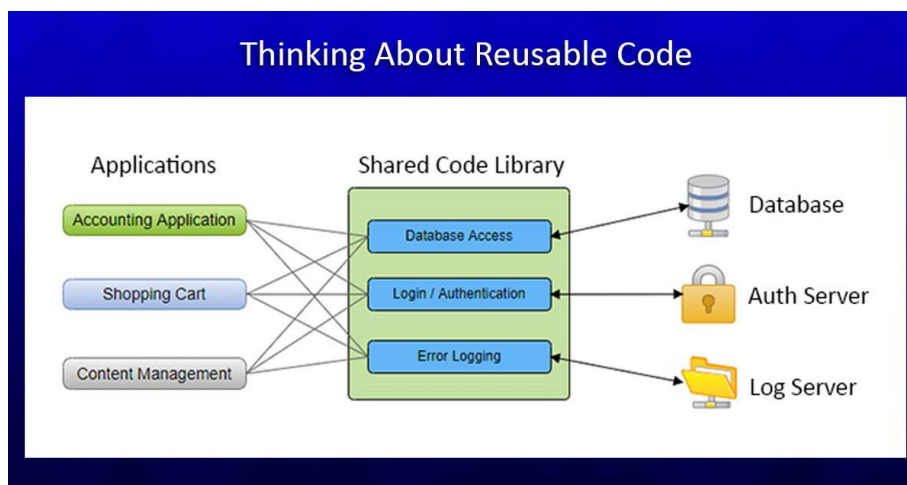 Thinking About Reusable Code
Applications
Shared Code Library
Accounting Application
Shopping Cart
Content Management
Database Access
Login / Authentication
Error Logging
Database
Auth Server
Log Server